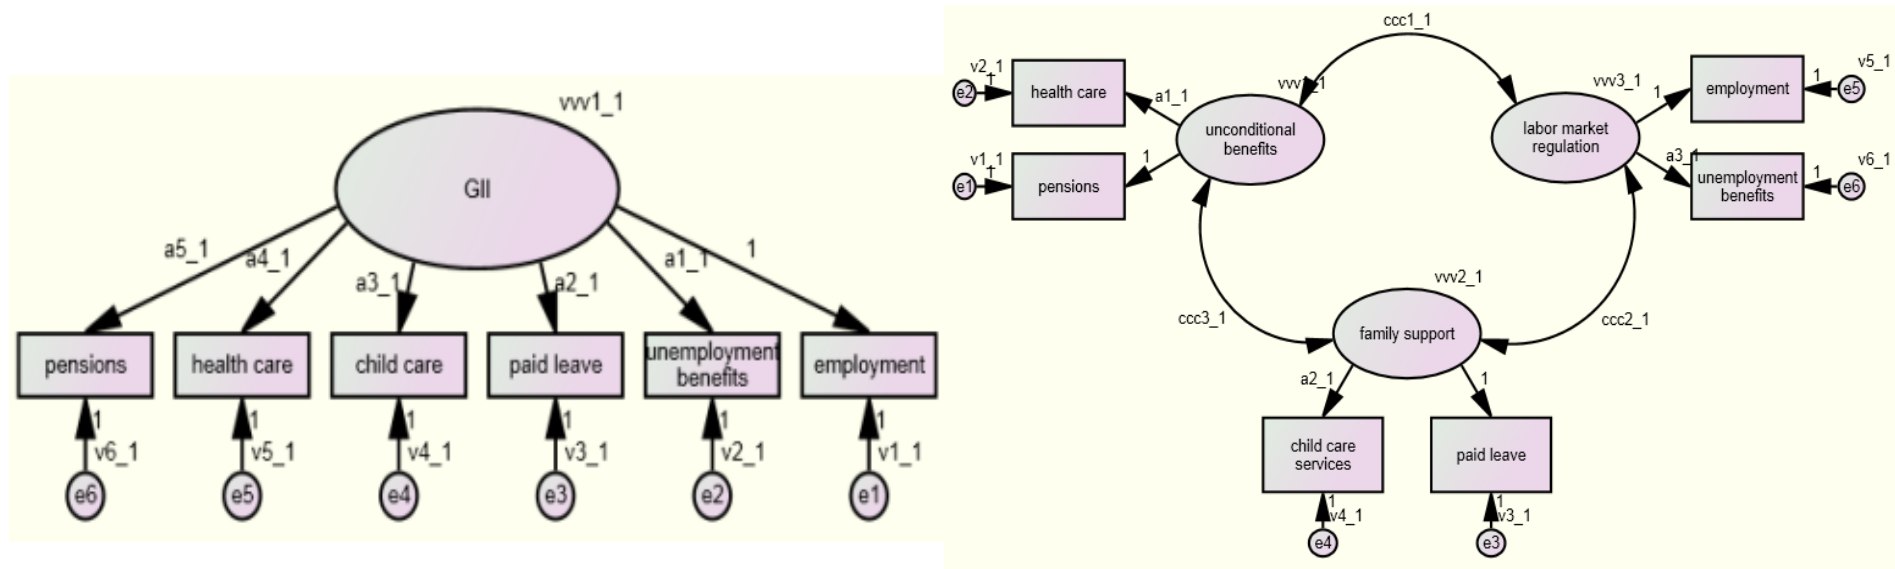 vvv1_1
GII
a5_1
a4_1
a3_1
a2_1
a1_1
1
pensions
health care
child care
paid leave
unemployment
benefits
employment
1
1
1
1
1
1
v6_1
v5_1
v4_1
v3_1
v2_1
v1_1
e6
e5
e4
e3
e2
e1
ccc1_1
v2_1
1
e2
health care
a1_1
v1_1
1
e1
pensions
1
unconditional
benefits
vvv3_1
labor market
regulation
1
employment
1
v5_1
e5
a3_1
unemployment
benefits
1
v6_1
e6
ccc3_1
ccc2_1
vvv2_1
family support
a2_1
1
child care
services
paid leave
1
v4_1
e4
1
v3_1
e3